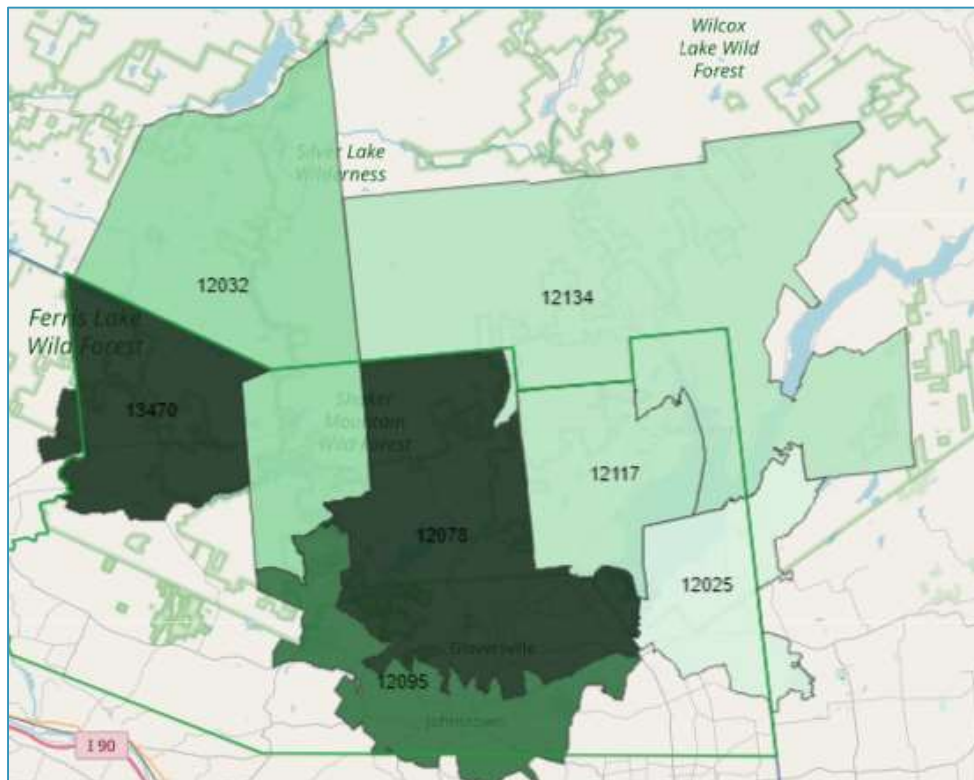 Wilcox
Lake Wild
Forest
Silver Lake
Wilderness
12032
12134
Ferris Lake
Wild Forest
13470
Shaker
Mountain
Wild Forest
12117
12078
12025
Gloversville
12095
Johnstown
I 90